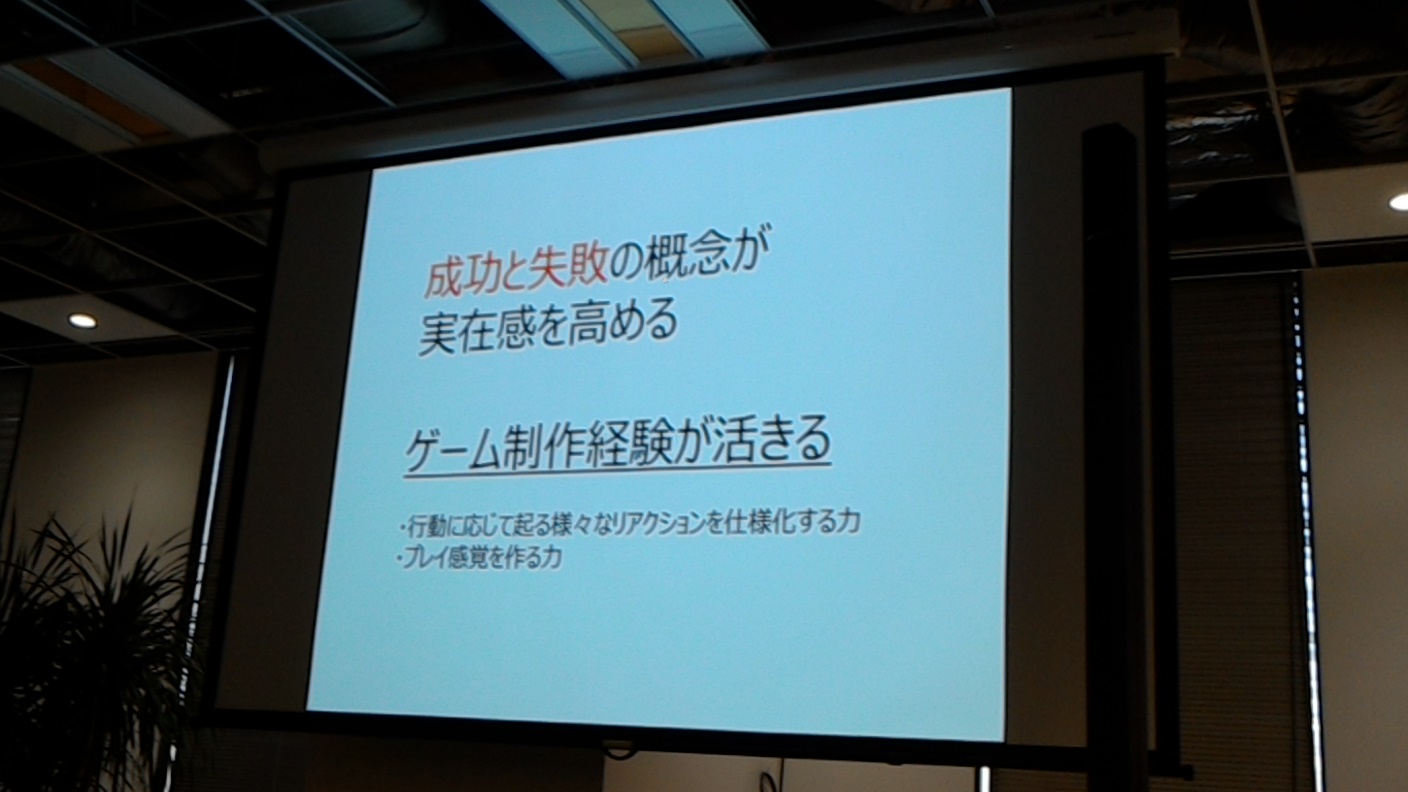 成功と失敗の概念が
実在感を高める
ゲーム制作経験が活きる
・行動に応じて起る様々なリアクションを仕様化する力
・プレイ感覚を作る力